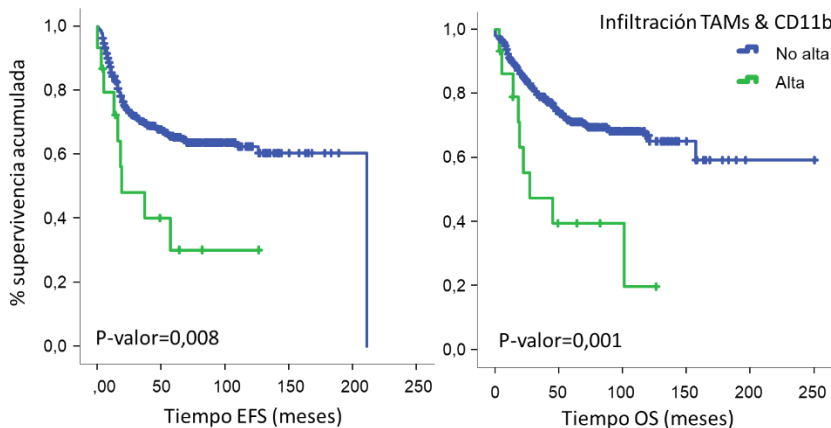 Infiltración TAMs & CD11b
No alta
Alta
% supervivencia acumulada
1,0
0,8
0,6
0,4
0,2
0,0
P-valor=0,008
,00 50 100 150 200 250
Tiempo EFS (meses)
1,0
0,8
0,6
0,4
0,2
0,0
P-valor=0,001
0 50 100 150 200 250
Tiempo OS (meses)